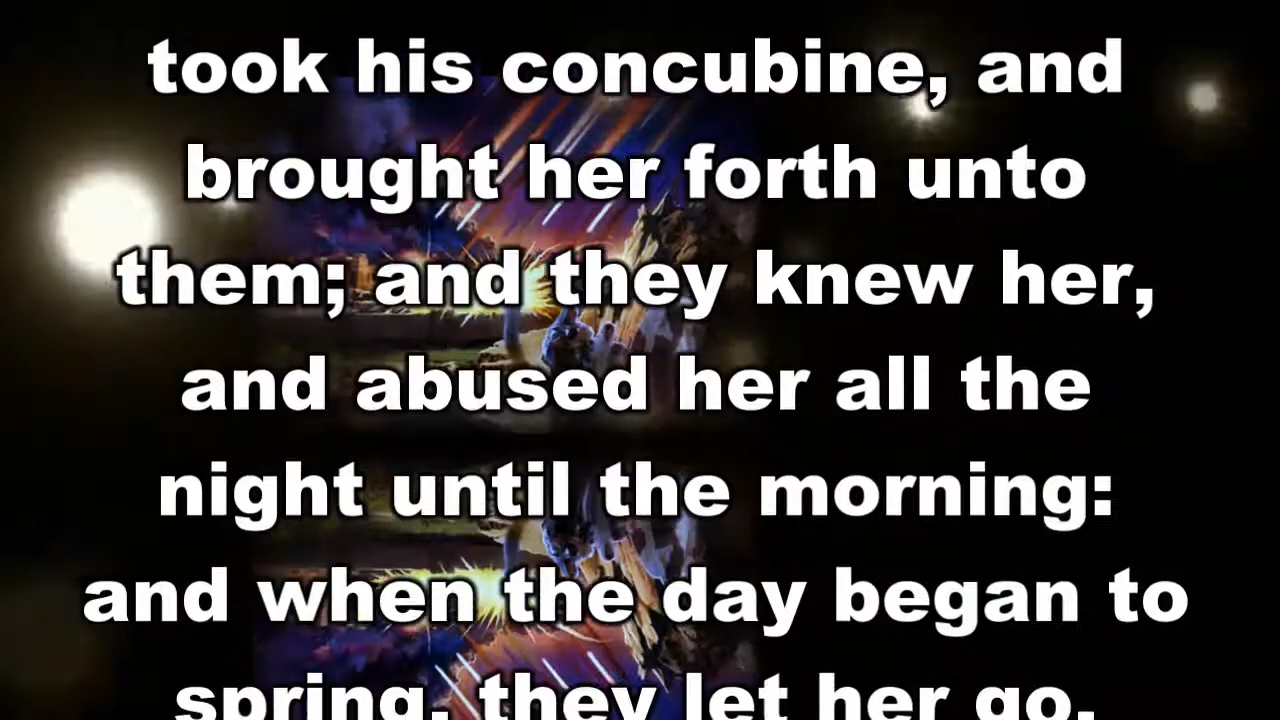 took his concubine, and
brought her forth unto
them; and they knew her,
and abused her all the
night until the morning:
and when the day began to
spring, they let her go.